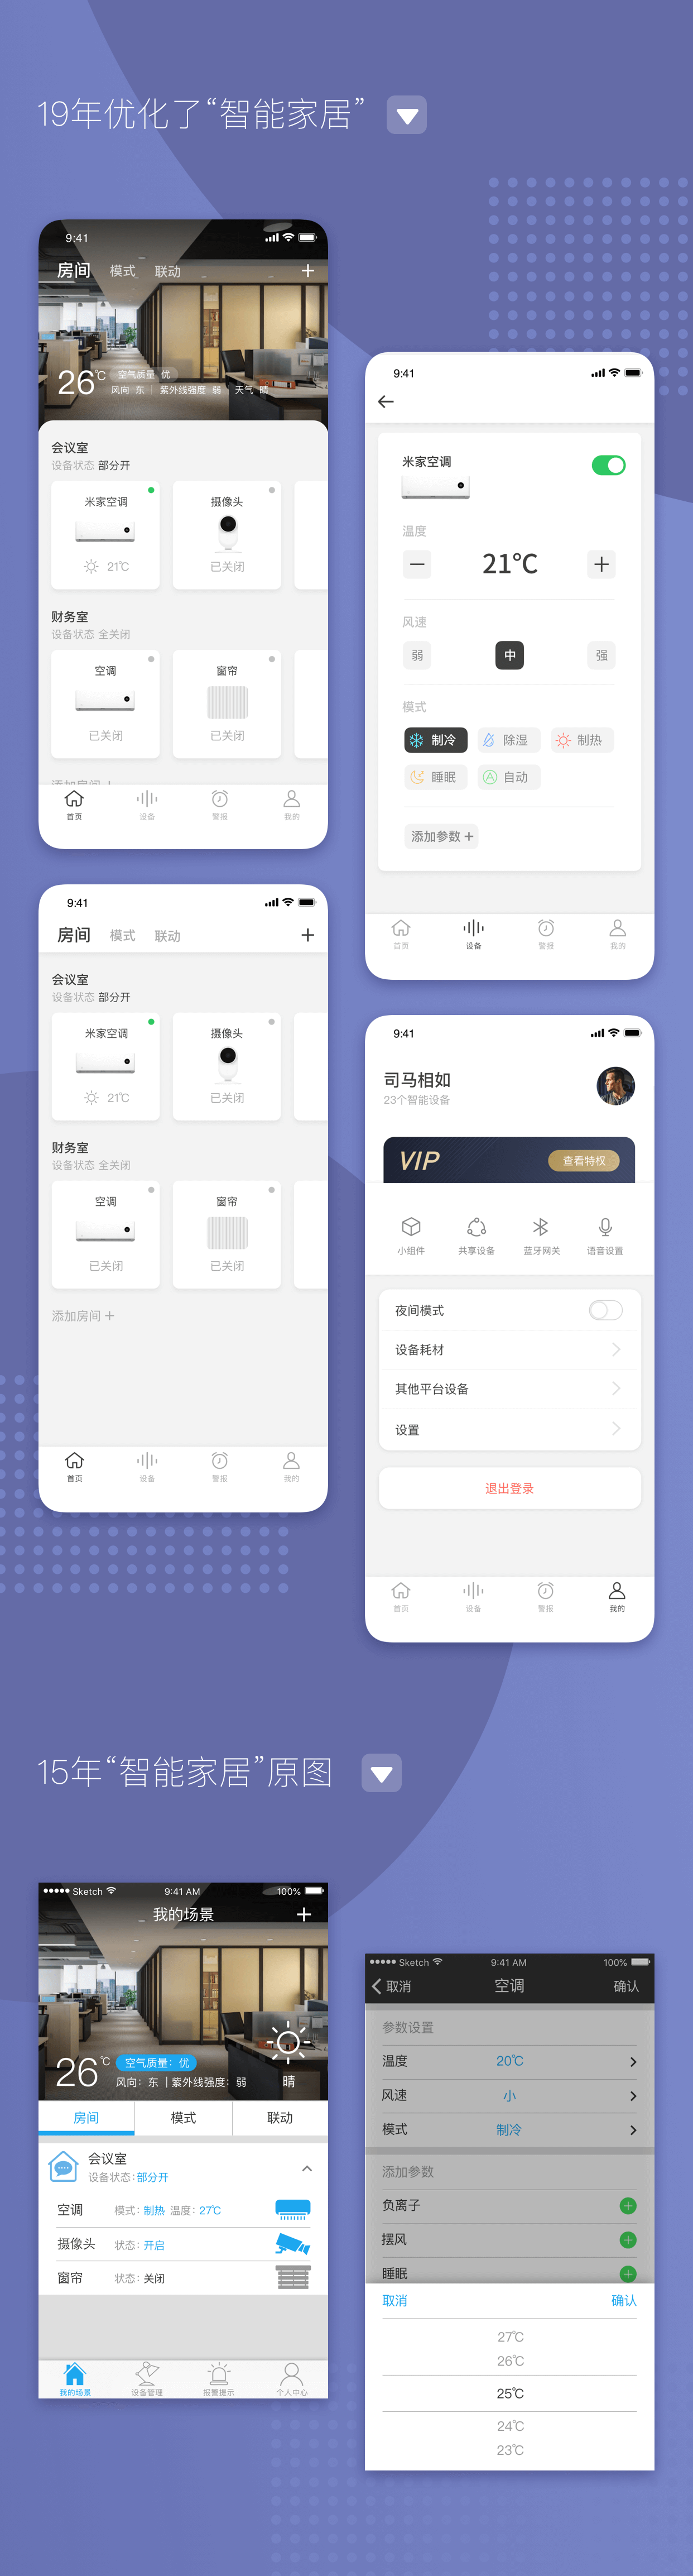 19年优化了“智能家居”
9:41
房间 模式 联动 +
26℃ 空气质量 优
风向 东 | 紫外线强度 弱 | 天气 晴
会议室
设备状态 部分开
米家空调 摄像头
21℃ 已关闭
财务室
设备状态 全关闭
空调 窗帘
已关闭 已关闭
添加房间 +
首页 设备 警报 我的
9:41
米家空调
温度
21℃
风速
弱 中 强
模式
制冷 除湿 制热
睡眠 自动
添加参数 +
首页 设备 警报 我的
9:41
房间 模式 联动 +
会议室
设备状态 部分开
米家空调 摄像头
21℃ 已关闭
财务室
设备状态 全关闭
空调 窗帘
已关闭 已关闭
添加房间 +
首页 设备 警报 我的
9:41
司马相如
23个智能设备
VIP 查看特权
小组件 共享设备 蓝牙网关 语音设置
夜间模式
设备耗材
其他平台设备
设置
退出登录
首页 设备 警报 我的
15年“智能家居”原图
Sketch 9:41 AM 100%
我的场景 +
26℃ 空气质量：优
风向：东 | 紫外线强度：弱 晴
房间 模式 联动
会议室
设备状态:部分开
空调 模式：制热 温度：27℃
摄像头 状态：开启
窗帘 状态：关闭
我的场景 设备管理 报警提示 个人中心
Sketch 9:41 AM 100%
取消 空调 确认
参数设置
温度 20℃
风速 小
模式 制冷
添加参数
负离子
摆风
睡眠
取消 确认
27℃
26℃
25℃
24℃
23℃